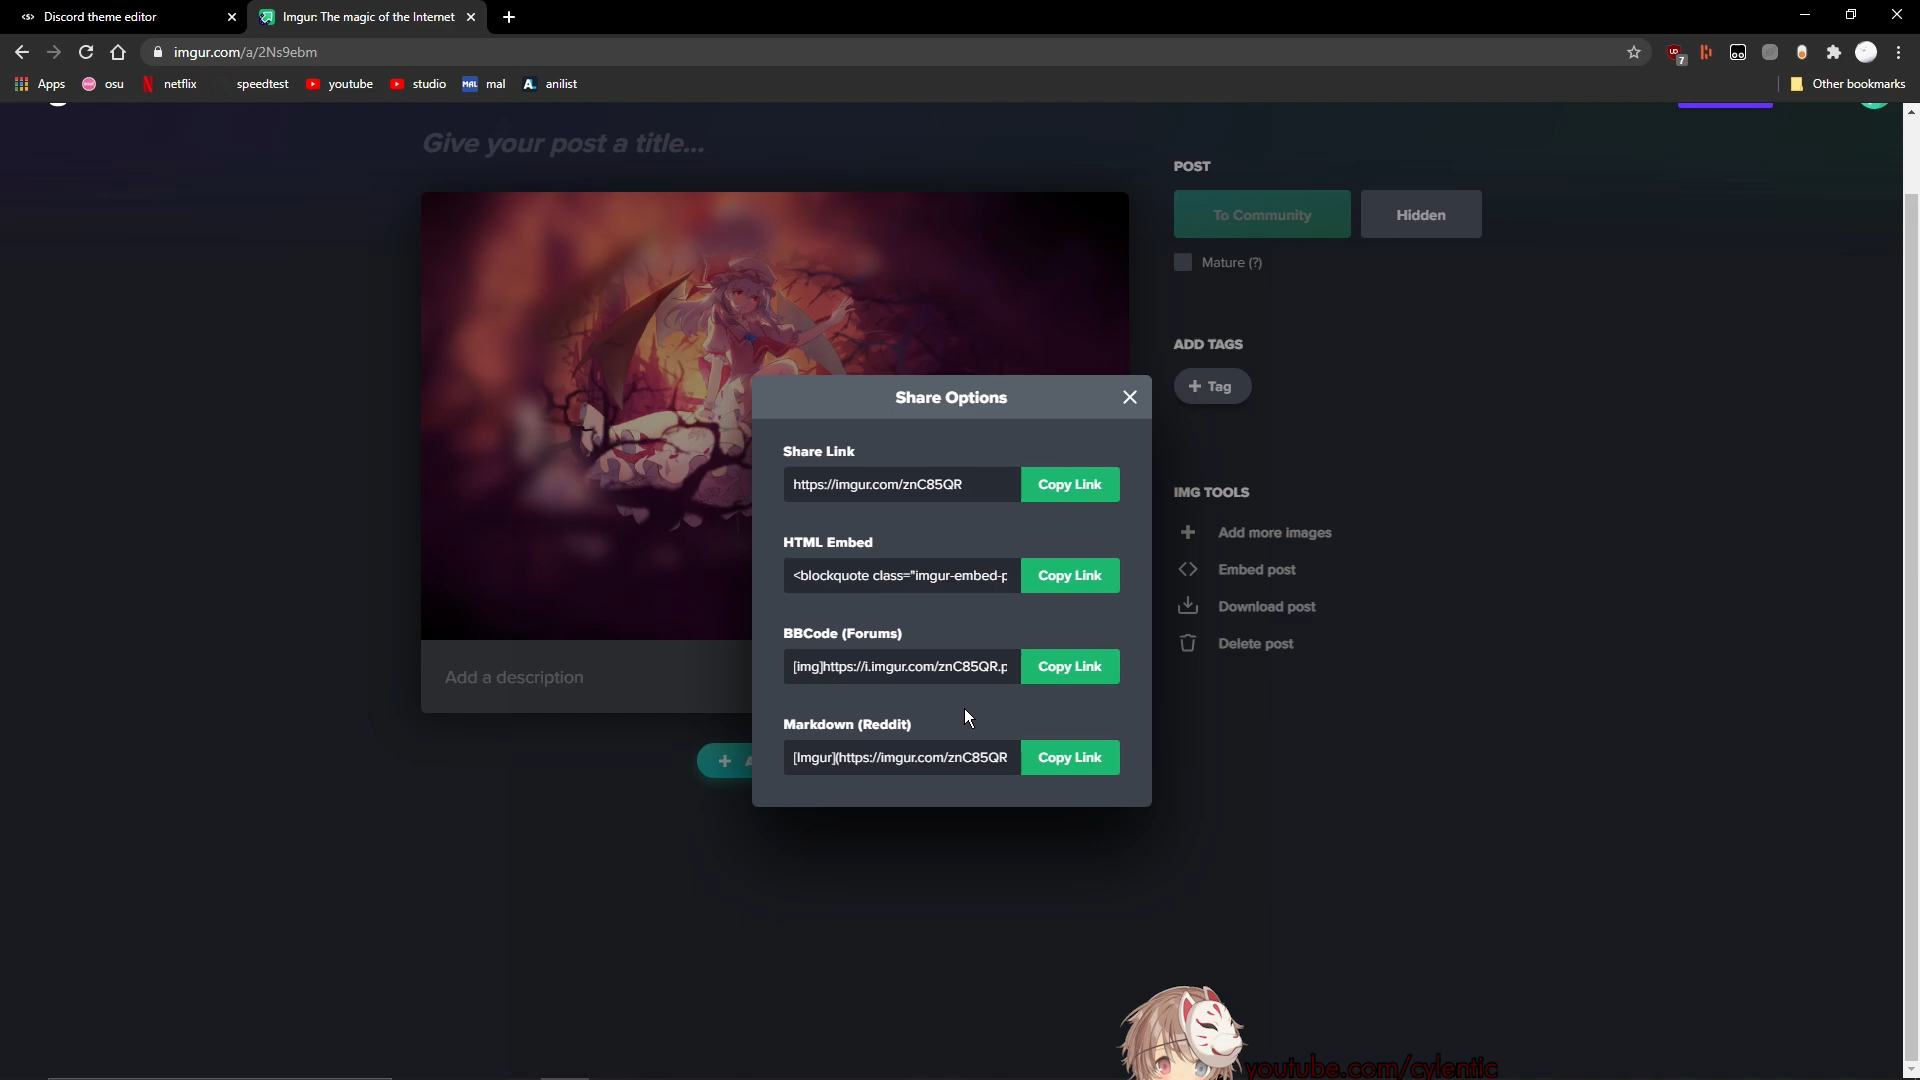 Discord theme editor
Imgur: The magic of the Internet
imgur.com/a/2Ns9ebm
7
Apps
osu
netflix
speedtest
youtube
studio
MAL mal
A. anilist
Other bookmarks
Give your post a title...
POST
To Community
Hidden
Mature (?)
ADD TAGS
+ Tag
Share Options
Share Link
https://imgur.com/znC85QR
Copy Link
HTML Embed
<blockquote class="imgur-embed-p
Copy Link
BBCode (Forums)
[img]https://i.imgur.com/znC85QR.p
Copy Link
Markdown (Reddit)
[Imgur](https://imgur.com/znC85QR
Copy Link
IMG TOOLS
Add more images
Embed post
Download post
Delete post
Add a description
youtube.com/cylentic